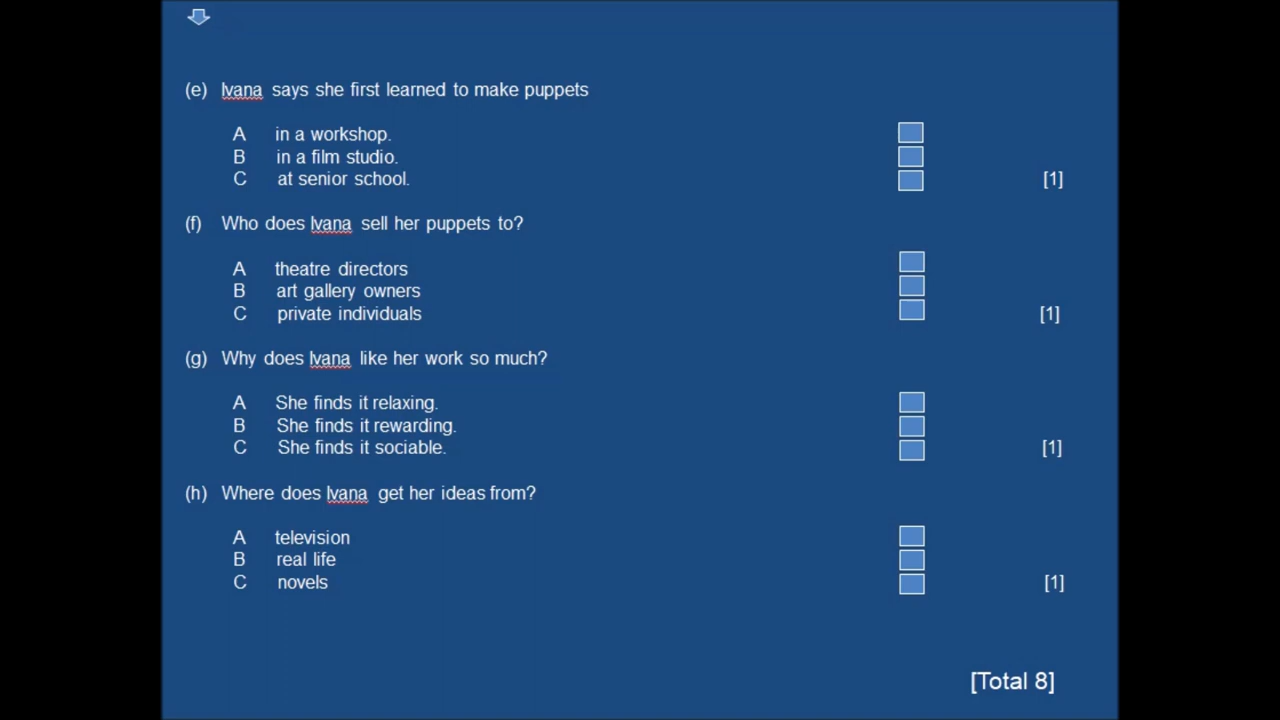 (e) Ivana says she first learned to make puppets
A in a workshop.
B in a film studio.
C at senior school. [1]
(f) Who does Ivana sell her puppets to?
A theatre directors
B art gallery owners
C private individuals [1]
(g) Why does Ivana like her work so much?
A She finds it relaxing.
B She finds it rewarding.
C She finds it sociable. [1]
(h) Where does Ivana get her ideas from?
A television
B real life
C novels [1]
[Total 8]